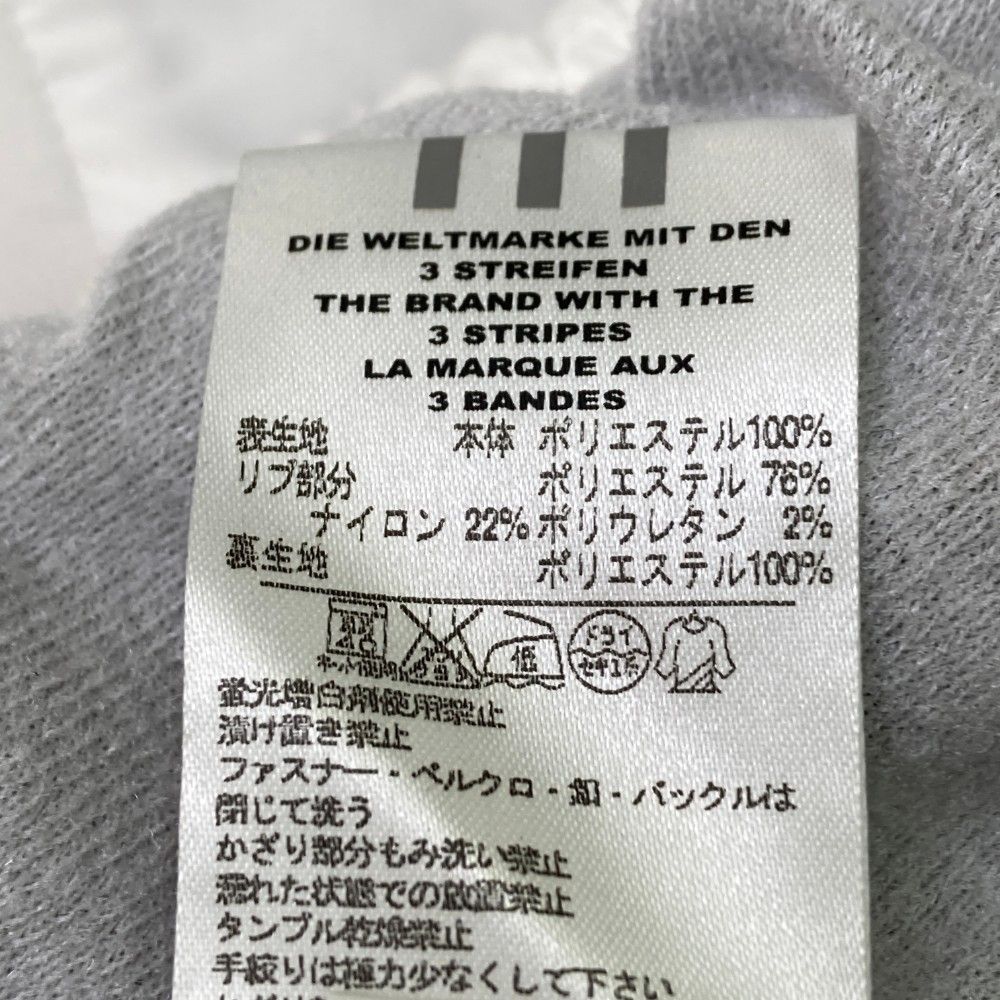 DIE WELTMARKE MIT DEN
3 STREIFEN
THE BRAND WITH THE
3 STRIPES
LA MARQUE AUX
3 BANDES
表生地 本体 ポリエステル100%
リブ部分 ポリエステル 76%
ナイロン 22% ポリウレタン 2%
裏生地 ポリエステル100%
低 ドライ
セキユ系
蛍光増白剤使用禁止
漬け置き禁止
ファスナー・ベルクロ・釦・バックルは
閉じて洗う
かざり部分もみ洗い禁止
濡れた状態での放置禁止
タンブル乾燥禁止
手絞りは極力少なくして下さい